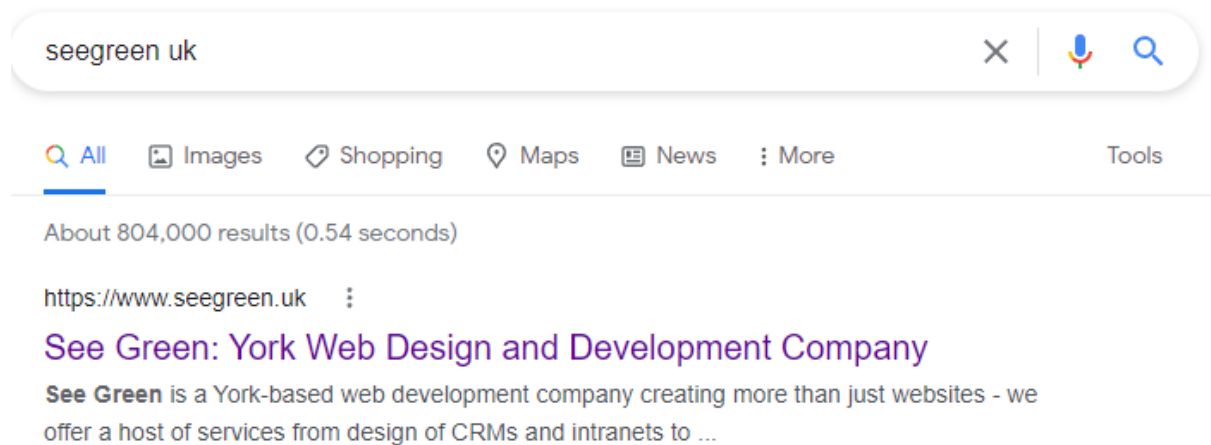 seegreen uk
All Images Shopping Maps News More Tools
About 804,000 results (0.54 seconds)
https://www.seegreen.uk
See Green: York Web Design and Development Company
See Green is a York-based web development company creating more than just websites - we
offer a host of services from design of CRMs and intranets to ...